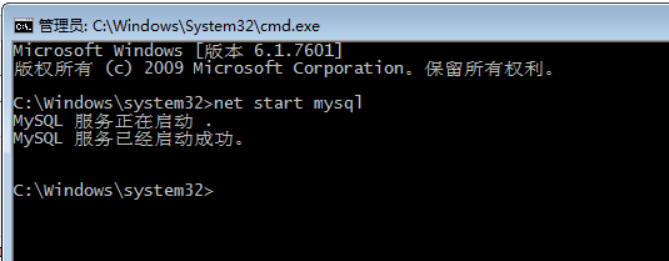 管理员: C:\Windows\System32\cmd.exe
Microsoft Windows [版本 6.1.7601]
版权所有 (c) 2009 Microsoft Corporation。保留所有权利。
C:\Windows\system32>net start mysql
MySQL 服务正在启动 .
MySQL 服务已经启动成功。
C:\Windows\system32>